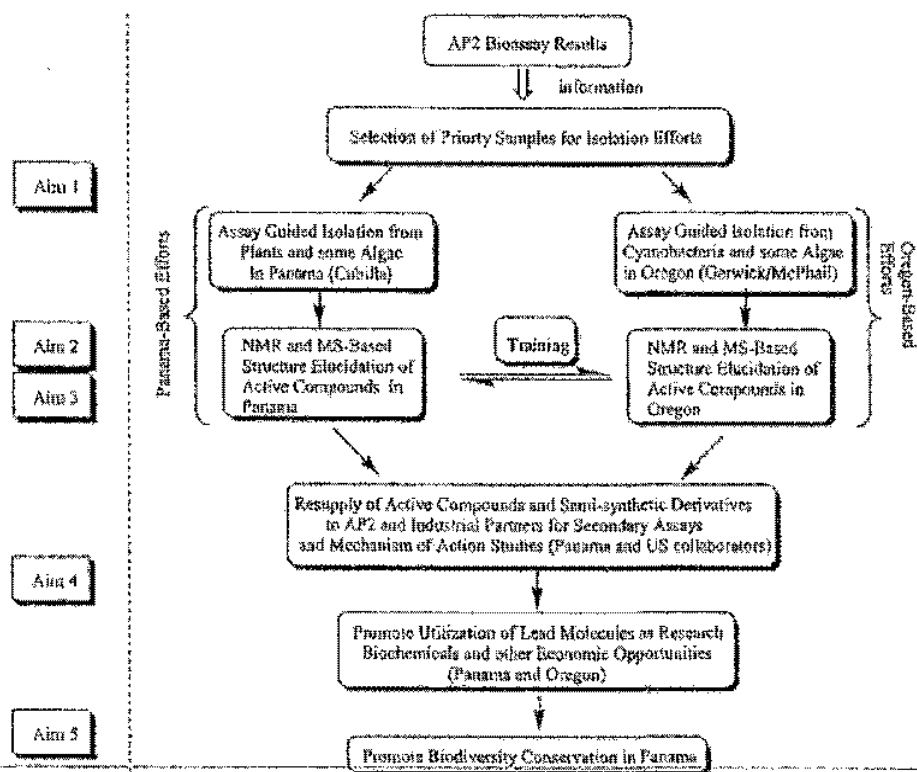 AP2 Bioassay Results
information
Selection of Priorty Samples for Isolation Efforts
Aim 1
Panama-Based Efforts
Assay Guided Isolation from
Plants and some Algae
in Panama (Cubilla)
Assay Guided Isolation from
Cyanobacteria and some Algae
in Oregon (Gerwick/McPhail)
Oregon-Based
Efforts
Aim 2
Aim 3
NMR and MS-Based
Structure Elucidation of
Active Compounds in
Panama
Training
NMR and MS-Based
Structure Elucidation of
Active Compounds in
Oregon
Resupply of Active Compounds and Semi-synthetic Derivatives
to AP2 and Industrial Partners for Secondary Assays
and Mechanism of Action Studies (Panama and US collaborators)
Aim 4
Promote Utilization of Lead Molecules as Research
Biochemicals and other Economic Opportunities
(Panama and Oregon)
Aim 5
Promote Biodiversity Conservation in Panama